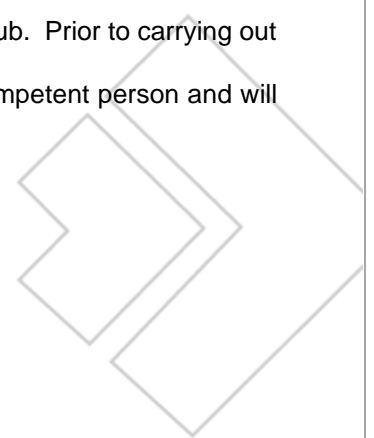 ub. Prior to carrying out
mpetent person and will